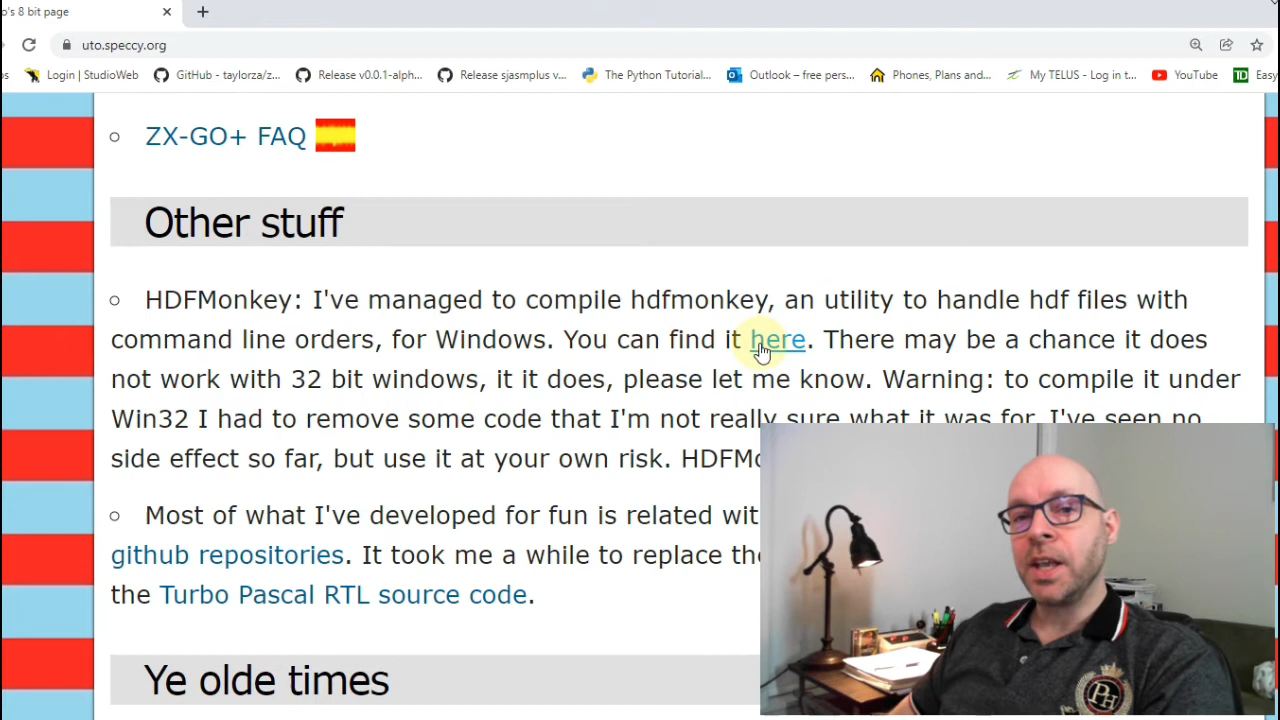 o's 8 bit page
uto.speccy.org
Login | StudioWeb GitHub - taylorza/z... Release v0.0.1-alph... Release sjasmplus v... The Python Tutorial... Outlook – free pers... Phones, Plans and... My TELUS - Log in t... YouTube TD Easy
ZX-GO+ FAQ
Other stuff
HDFMonkey: I've managed to compile hdfmonkey, an utility to handle hdf files with
command line orders, for Windows. You can find it here. There may be a chance it does
not work with 32 bit windows, it it does, please let me know. Warning: to compile it under
Win32 I had to remove some code that I'm not really sure what it was for. I've seen no
side effect so far, but use it at your own risk. HDFMo
Most of what I've developed for fun is related wit
github repositories. It took me a while to replace the
the Turbo Pascal RTL source code.
Ye olde times
PH